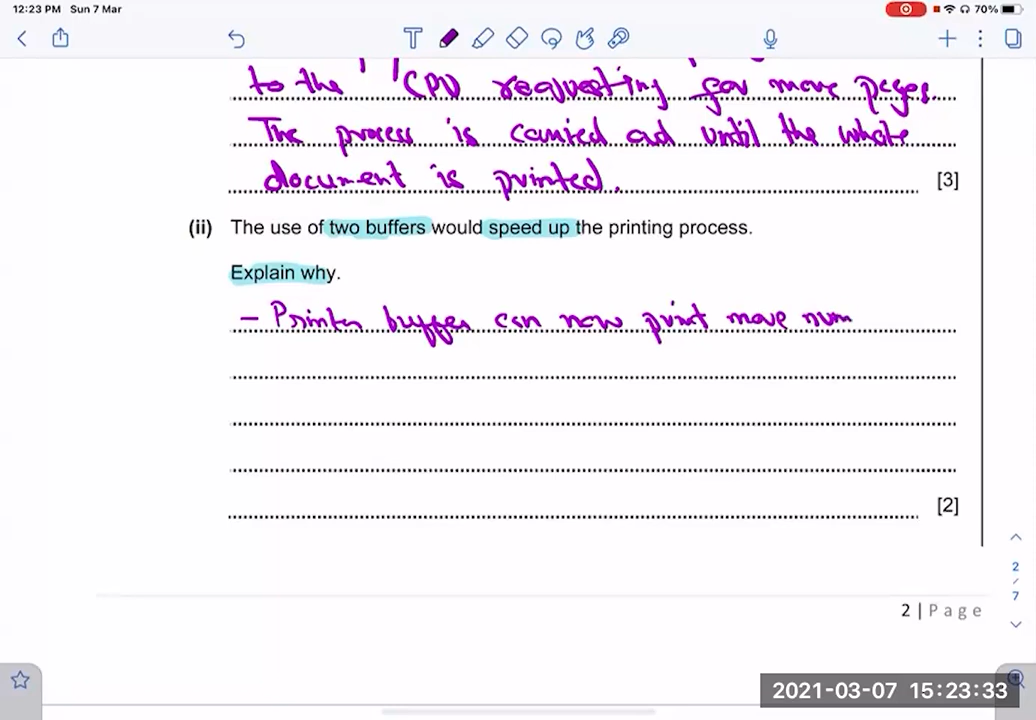 12:23 PM Sun 7 Mar
70%
to the CPU requesting for more pages.
The process is carried out until the whole
document is printed.
[3]
(ii) The use of two buffers would speed up the printing process.
Explain why.
– Printer buffer can now print more num
[2]
2
/
7
2 | Page
2021-03-07 15:23:33